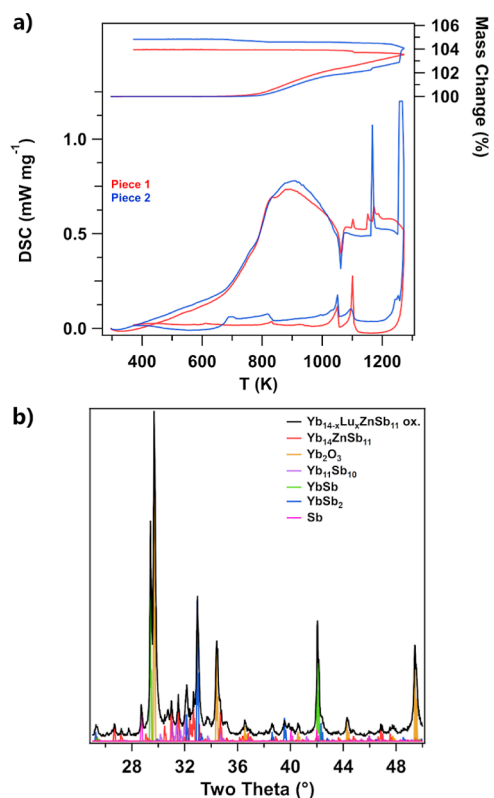 a)
106
104
102
100
Mass Change (%)
1.0
0.5
0.0
DSC (mW mg⁻¹)
Piece 1
Piece 2
400 600 800 1000 1200
T (K)
b)
Yb₁₄₋ₓLuₓZnSb₁₁ ox.
Yb₁₄ZnSb₁₁
Yb₂O₃
Yb₁₁Sb₁₀
YbSb
YbSb₂
Sb
28 32 36 40 44 48
Two Theta (°)